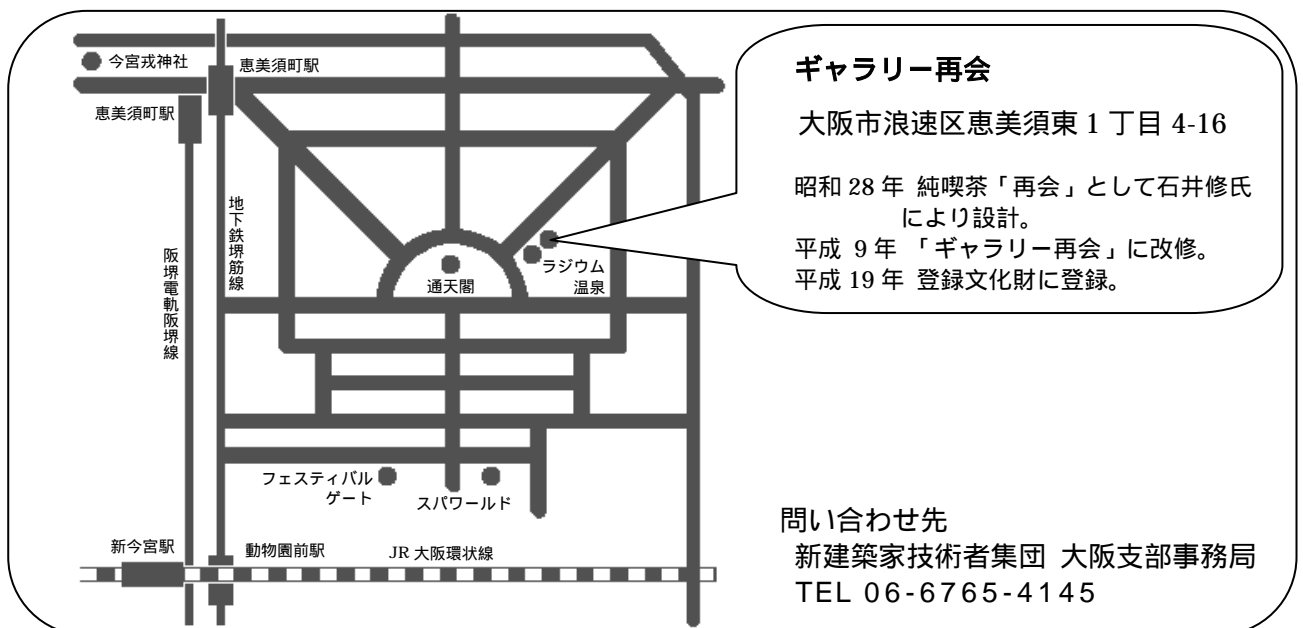 今宮戎神社
恵美須町駅
恵美須町駅
地下鉄堺筋線
阪堺電軌阪堺線
通天閣
ラジウム
温泉
フェスティバル
ゲート
スパワールド
新今宮駅
動物園前駅
JR 大阪環状線
ギャラリー再会
大阪市浪速区恵美須東 1 丁目 4-16
昭和 28 年 純喫茶「再会」として石井修氏
により設計。
平成 9 年 「ギャラリー再会」に改修。
平成 19 年 登録文化財に登録。
問い合わせ先
新建築家技術者集団 大阪支部事務局
TEL 06-6765-4145